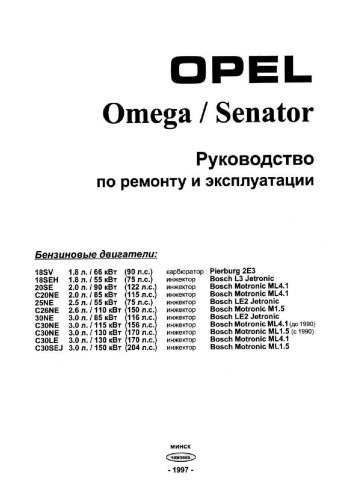 OPEL
Omega / Senator
Руководство
по ремонту и эксплуатации
Бензиновые двигатели:
18SV 1.8 л. / 66 кВт (90 л.с.) карбюратор Pierburg 2E3
18SEH 1.8 л. / 55 кВт (75 л.с.) инжектор Bosch L3 Jetronic
20SE 2.0 л. / 90 кВт (122 л.с.) инжектор Bosch Motronic ML4.1
C20NE 2.0 л. / 85 кВт (115 л.с.) инжектор Bosch Motronic ML4.1
25NE 2.5 л. / 55 кВт (75 л.с.) инжектор Bosch LE2 Jetronic
C26NE 2.6 л. / 110 кВт (150 л.с.) инжектор Bosch Motronic M1.5
30NE 3.0 л. / 85 кВт (116 л.с.) инжектор Bosch LE2 Jetronic
C30NE 3.0 л. / 115 кВт (156 л.с.) инжектор Bosch Motronic ML4.1 (до 1990)
C30NE 3.0 л. / 130 кВт (170 л.с.) инжектор Bosch Motronic ML1.5 (с 1990)
C30LE 3.0 л. / 130 кВт (170 л.с.) инжектор Bosch Motronic ML4.1
C30SEJ 3.0 л. / 150 кВт (204 л.с.) инжектор Bosch Motronic ML1.5
МИНСК
- 1997 -